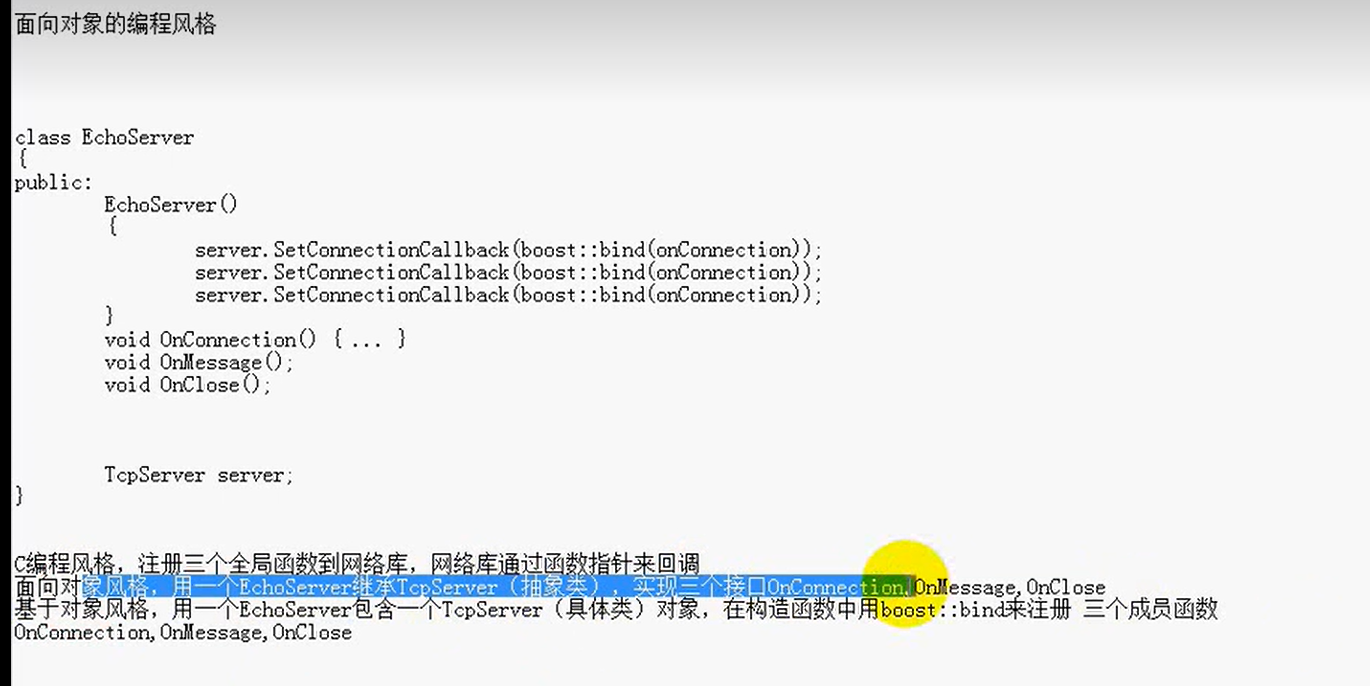 面向对象的编程风格
class EchoServer
{
public:
EchoServer()
{
server.SetConnectionCallback(boost::bind(onConnection));
server.SetConnectionCallback(boost::bind(onConnection));
server.SetConnectionCallback(boost::bind(onConnection));
}
void OnConnection() { ... }
void OnMessage();
void OnClose();
TcpServer server;
}
C编程风格，注册三个全局函数到网络库，网络库通过函数指针来回调
面向对象风格，用一个EchoServer继承TcpServer（抽象类），实现三个接口OnConnection,OnMessage,OnClose
基于对象风格，用一个EchoServer包含一个TcpServer（具体类）对象，在构造函数中用boost::bind来注册 三个成员函数
OnConnection,OnMessage,OnClose